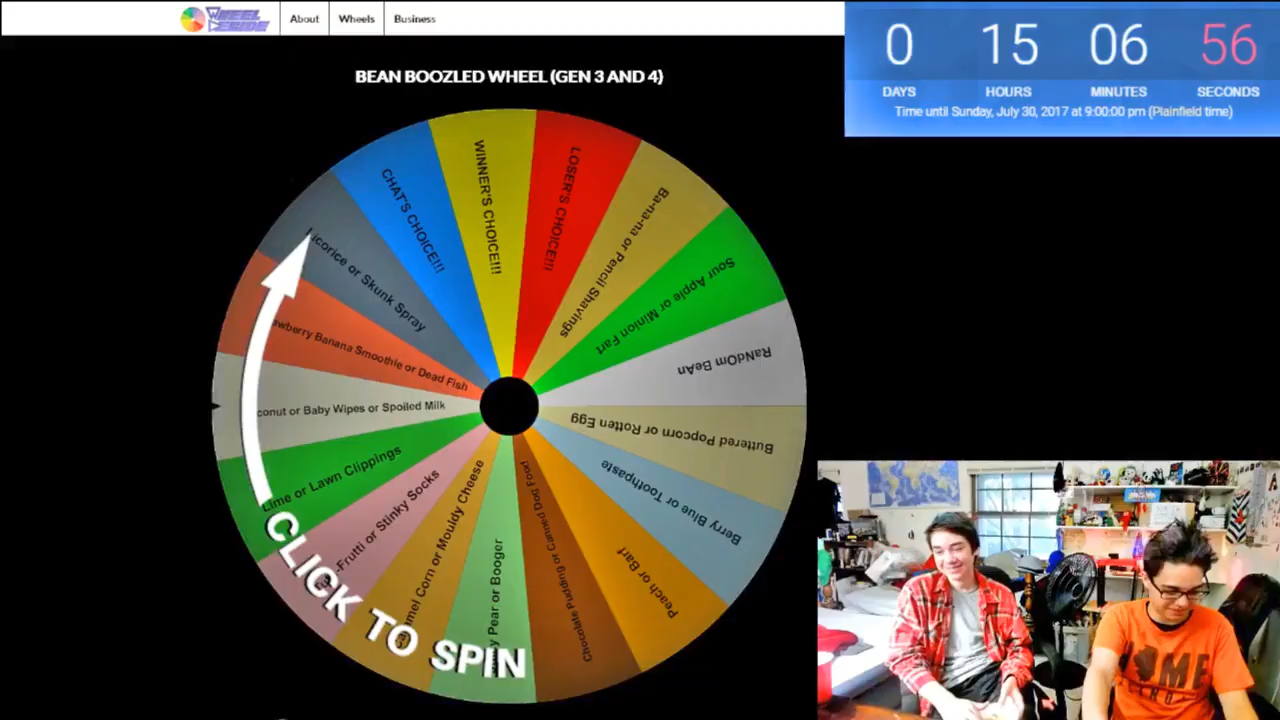 WHEEL DECIDE
About
Wheels
Business
0 15 06 56
DAYS HOURS MINUTES SECONDS
Time until Sunday, July 30, 2017 at 9:00:00 pm (Plainfield time)
BEAN BOOZLED WHEEL (GEN 3 AND 4)
WINNER'S CHOICE!!!
LOSER'S CHOICE!!!
Ba-na-na or Pencil Shavings
Sour Apple or Minion Fart
RaNdOm BeAn
Buttered Popcorn or Rotten Egg
Berry Blue or Toothpaste
Peach or Barf
Chocolate Pudding or Canned Dog Food
Pear or Booger
Corn or Mouldy Cheese
-Frutti or Stinky Socks
Lime or Lawn Clippings
or Baby Wipes or Spoiled Milk
Banana Smoothie or Dead Fish
Licorice or Skunk Spray
CHAT'S CHOICE!!!
CLICK TO SPIN